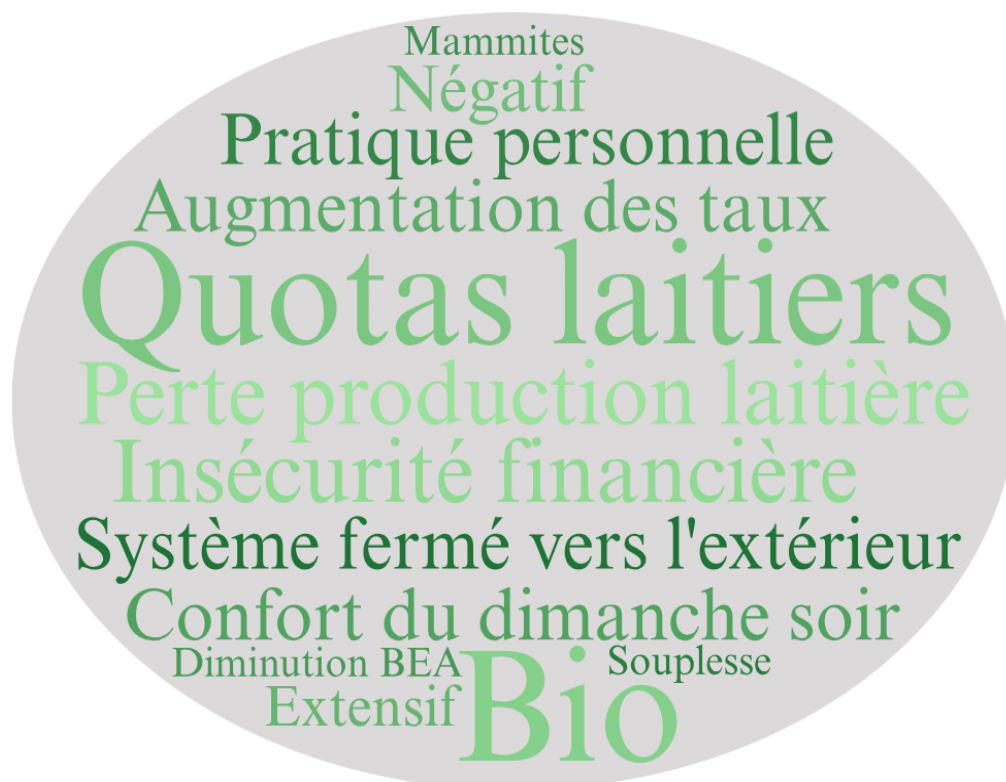 Mammites
Négatif
Pratique personnelle
Augmentation des taux
Quotas laitiers
Perte production laitière
Insécurité financière
Système fermé vers l'extérieur
Confort du dimanche soir
Diminution BEA
Souplesse
Extensif
Bio